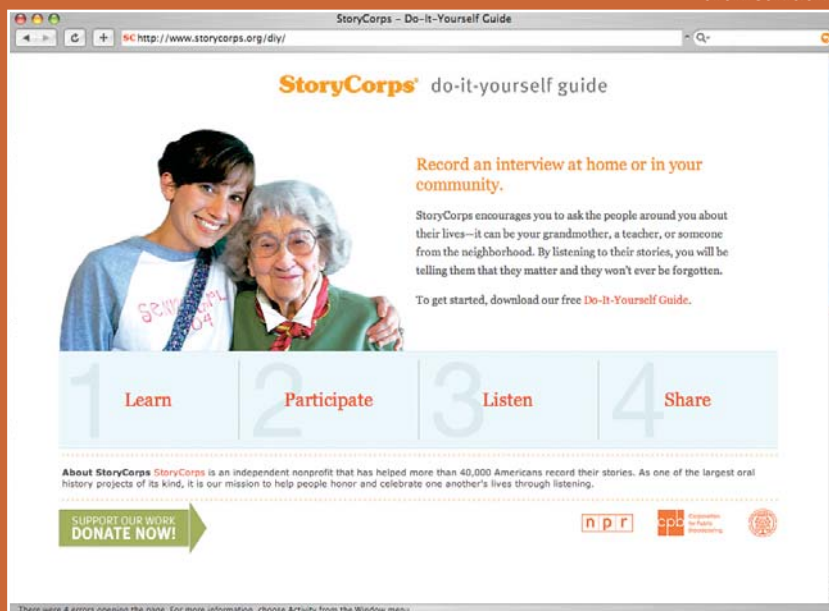 StoryCorps – Do-It-Yourself Guide
SC http://www.storycorps.org/diy/
StoryCorps® do-it-yourself guide
Record an interview at home or in your
community.
StoryCorps encourages you to ask the people around you about
their lives—it can be your grandmother, a teacher, or someone
from the neighborhood. By listening to their stories, you will be
telling them that they matter and they won't ever be forgotten.
To get started, download our free Do-It-Yourself Guide.
1 Learn
2 Participate
3 Listen
4 Share
About StoryCorps StoryCorps is an independent nonprofit that has helped more than 40,000 Americans record their stories. As one of the largest oral
history projects of its kind, it is our mission to help people honor and celebrate one another's lives through listening.
SUPPORT OUR WORK
DONATE NOW!
n p r
cpb
Corporation
for Public
Broadcasting
There were 4 errors opening the page. For more information, choose Activity from the Window menu.